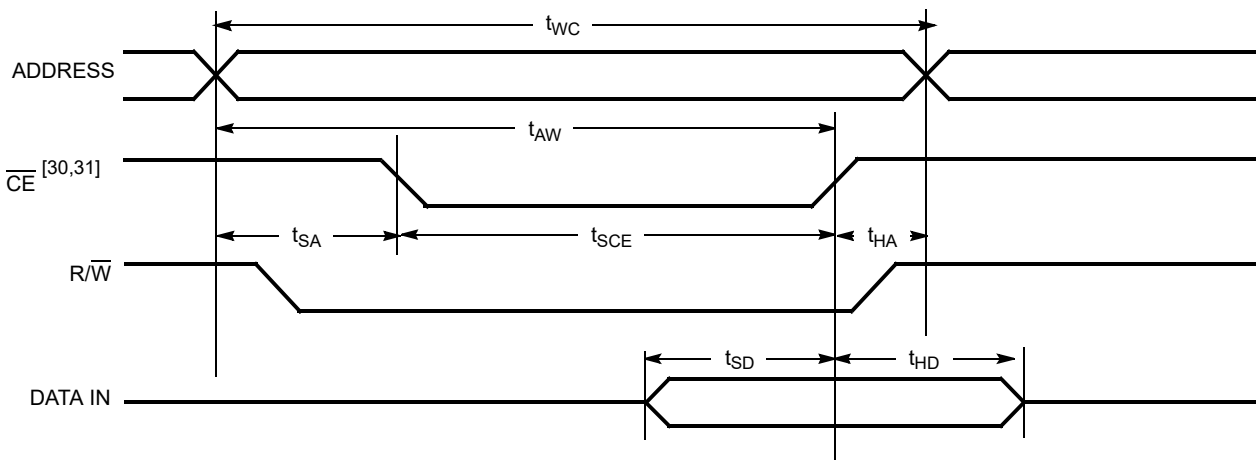 tWC
ADDRESS
tAW
CE [30,31]
tSA tSCE tHA
R/W
tSD tHD
DATA IN